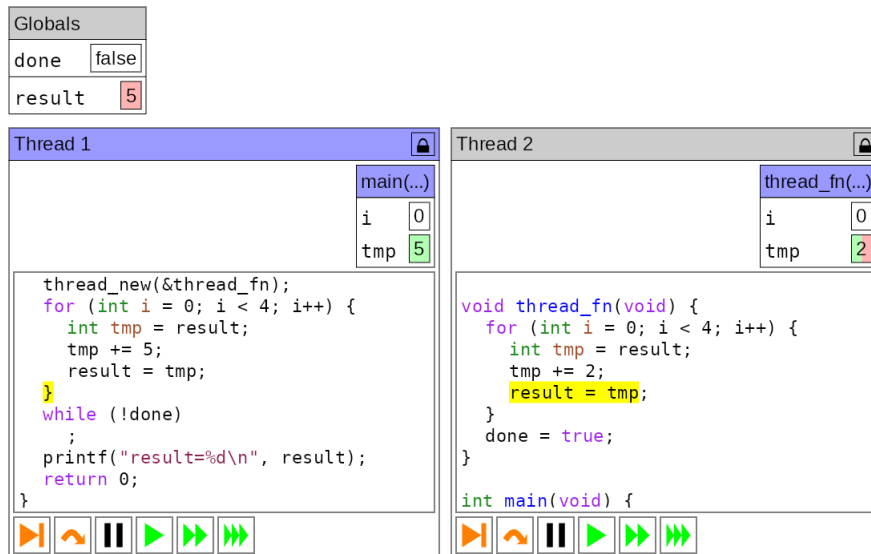 Globals
done false
result 5
Thread 1
main(...)
i 0
tmp 5
thread_new(&thread_fn);
for (int i = 0; i < 4; i++) {
int tmp = result;
tmp += 5;
result = tmp;
}
while (!done)
;
printf("result=%d\n", result);
return 0;
}
Thread 2
thread_fn(...)
i 0
tmp 2
void thread_fn(void) {
for (int i = 0; i < 4; i++) {
int tmp = result;
tmp += 2;
result = tmp;
}
done = true;
}
int main(void) {